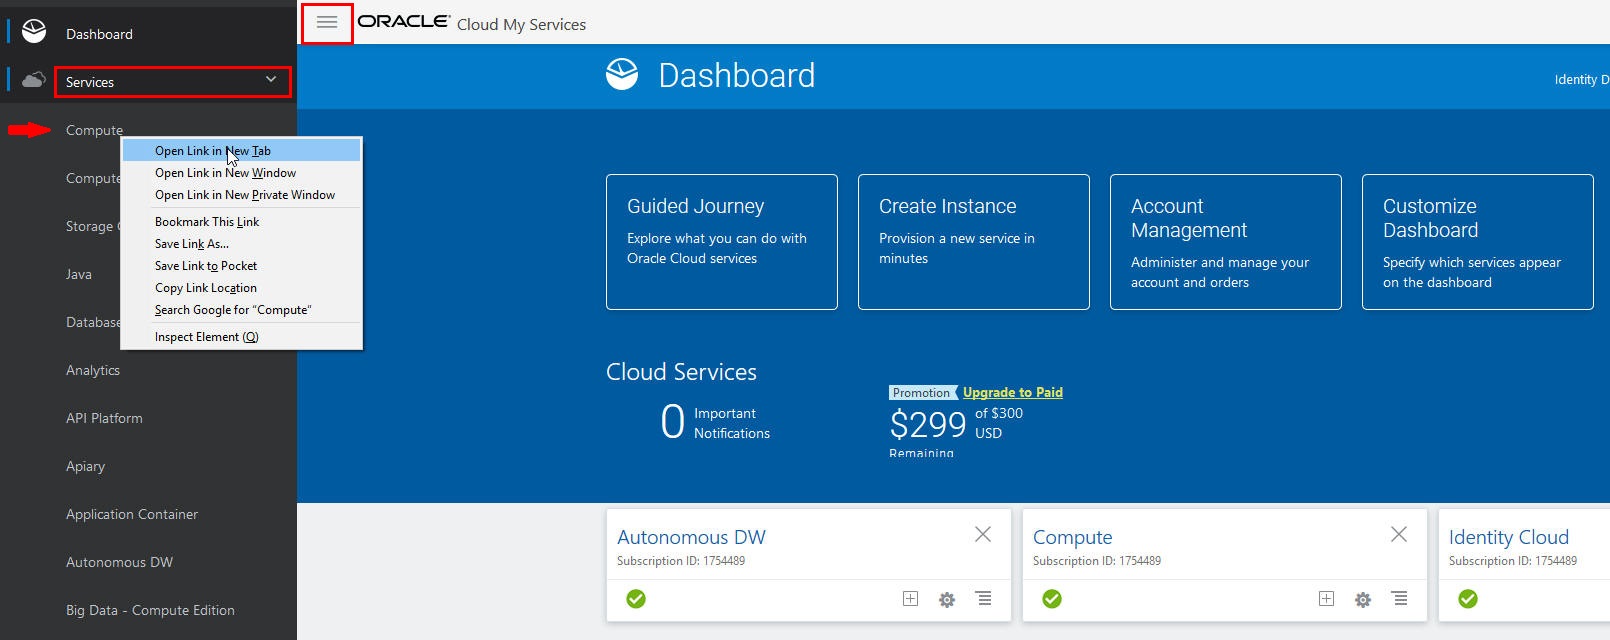 Dashboard
Services
Compute
Compute
Storage
Java
Database
Analytics
API Platform
Apiary
Application Container
Autonomous DW
Big Data - Compute Edition
Open Link in New Tab
Open Link in New Window
Open Link in New Private Window
Bookmark This Link
Save Link As...
Save Link to Pocket
Copy Link Location
Search Google for “Compute”
Inspect Element (Q)
ORACLE® Cloud My Services
Dashboard
Identity D
Guided Journey
Explore what you can do with
Oracle Cloud services
Create Instance
Provision a new service in
minutes
Account
Management
Administer and manage your
account and orders
Customize
Dashboard
Specify which services appear
on the dashboard
Cloud Services
0 Important
Notifications
Promotion Upgrade to Paid
$299 of $300
USD
Remaining
Autonomous DW
Subscription ID: 1754489
Compute
Subscription ID: 1754489
Identity Cloud
Subscription ID: 1754489